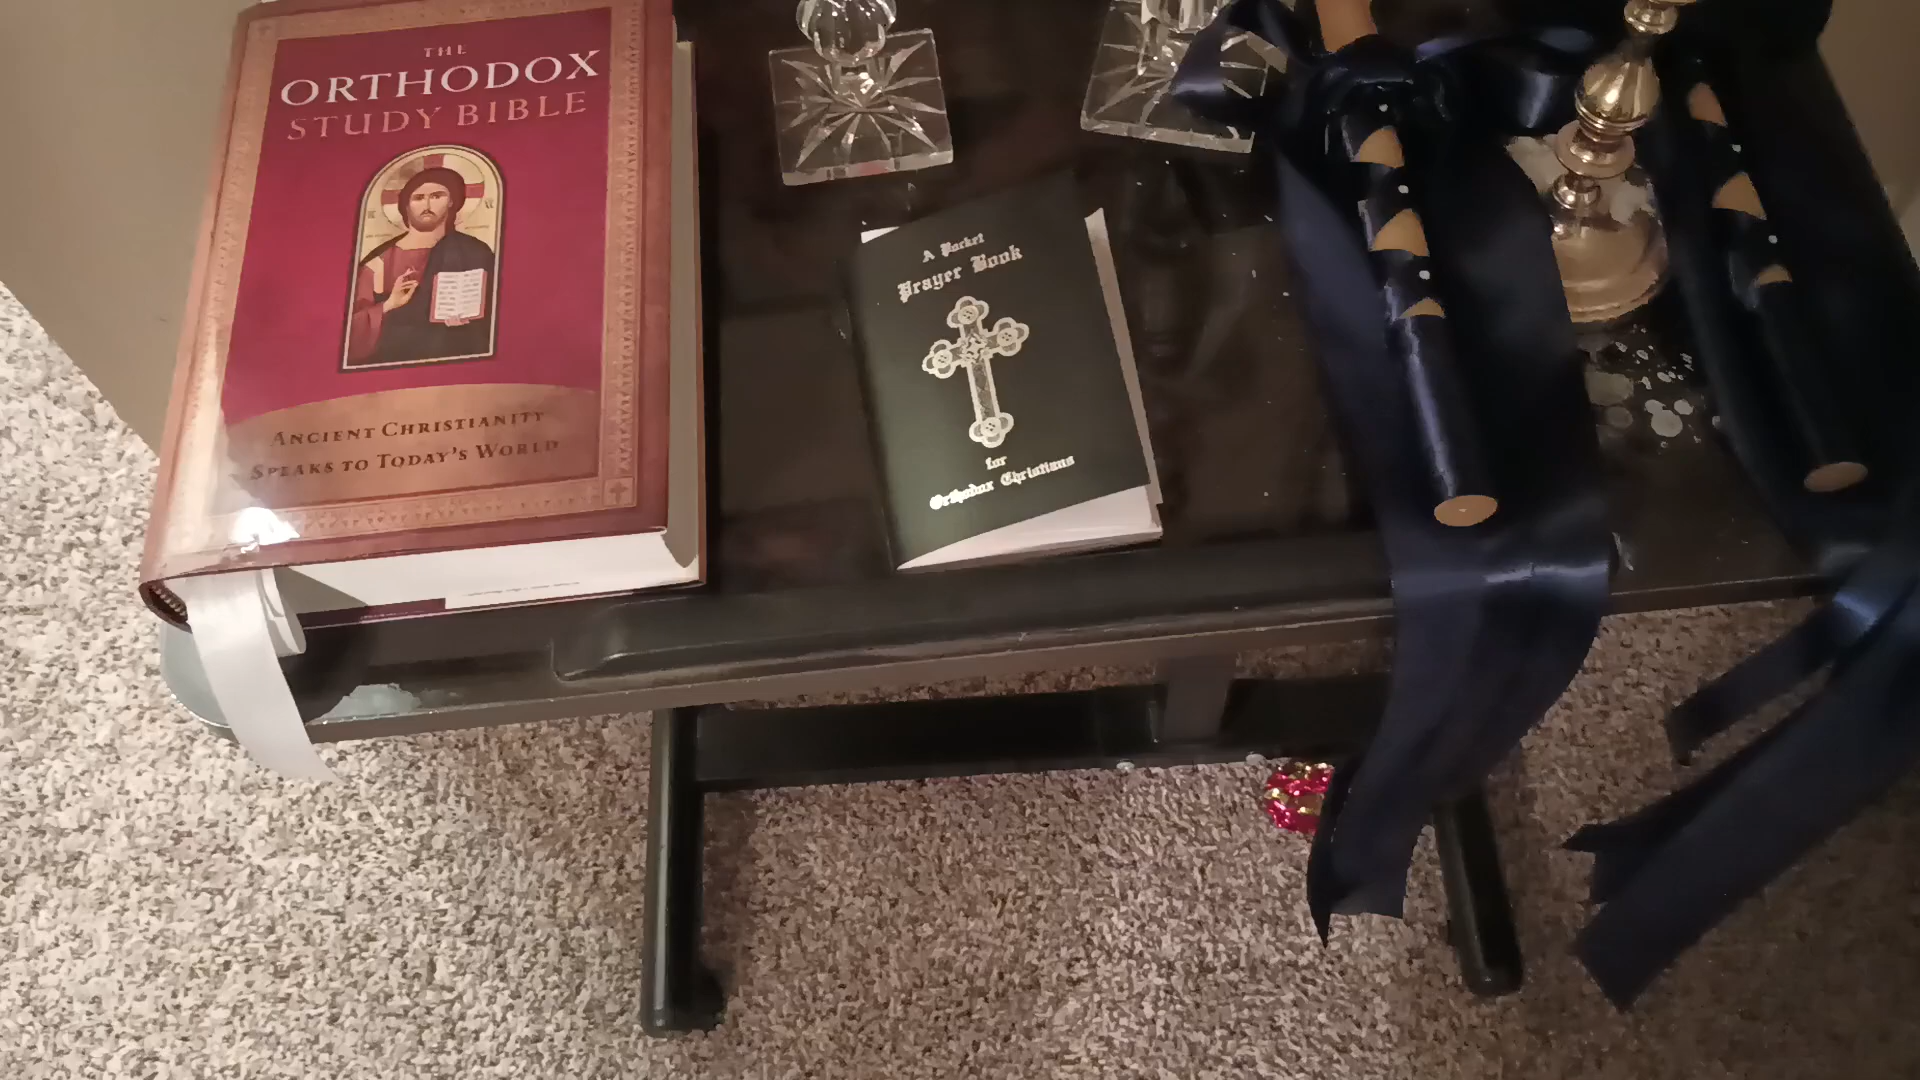 THE
ORTHODOX
STUDY BIBLE
ANCIENT CHRISTIANITY
SPEAKS TO TODAY'S WORLD
A Pocket
Prayer Book
for
Orthodox Christians